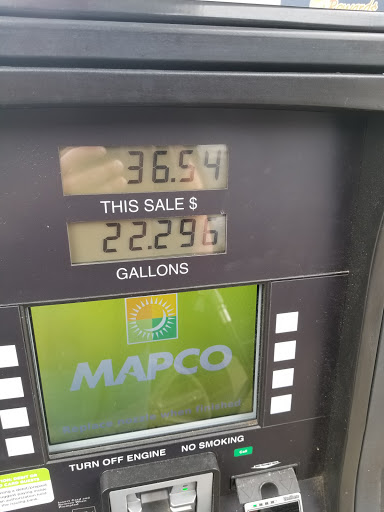 36.54
THIS SALE $
22.296
GALLONS
MAPCO
TURN OFF ENGINE NO SMOKING